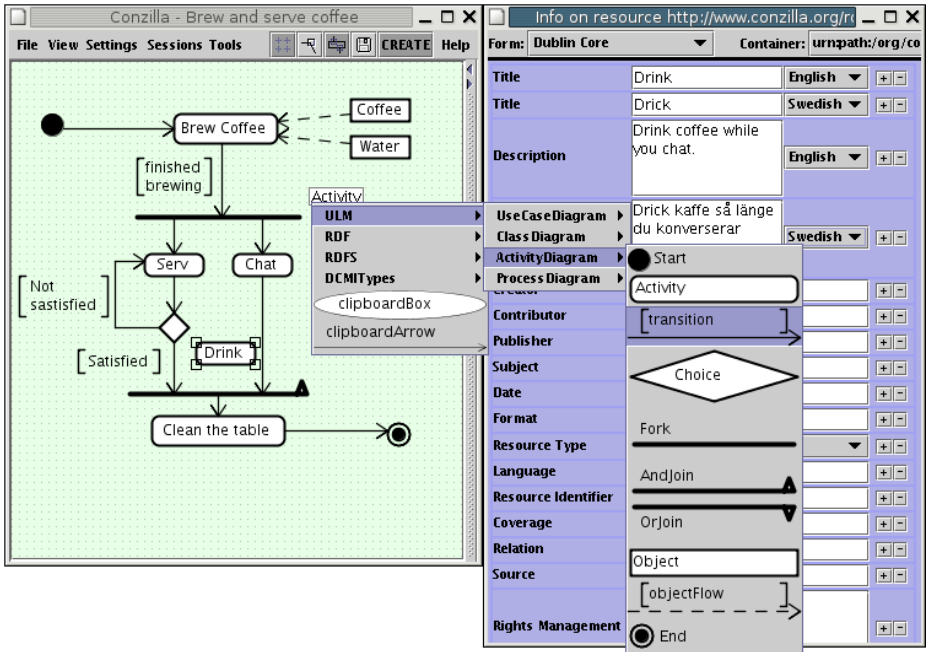 Conzilla - Brew and serve coffee
File View Settings Sessions Tools CREATE Help
Coffee
Brew Coffee
Water
[finished
brewing]
Activity
Serv
Chat
Not
sastisfied
[Satisfied]
Drink
Clean the table
ULM
RDF
RDFS
DCMITypes
clipboardBox
clipboardArrow
UseCaseDiagram
ClassDiagram
ActivityDiagram
ProcessDiagram
Start
Activity
[transition]
Choice
Fork
AndJoin
OrJoin
Object
[objectFlow]
End
Info on resource http://www.conzilla.org/r
Form: Dublin Core Container: urn:path:/org/co
Title Drink English + -
Title Drick Swedish + -
Description Drink coffee while
you chat. English + -
Drick kaffe så länge
du konverserar Swedish + -
Creator + -
Contributor + -
Publisher + -
Subject + -
Date + -
Format + -
Resource Type + -
Language + -
Resource Identifier + -
Coverage + -
Relation + -
Source + -
Rights Management + -